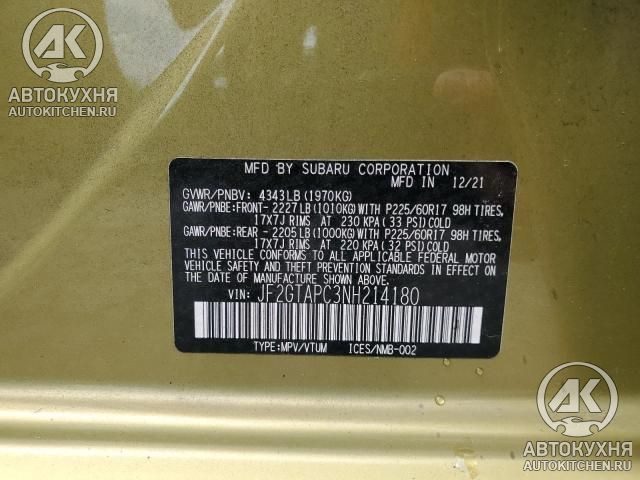 АК
АВТОКУХНЯ
AUTOKITCHEN.RU
MFD BY SUBARU CORPORATION
MFD IN 12/21
GVWR/PNBV: 4343LB(1970KG)
GAWR/PNBE:FRONT-2227LB(1010KG)WITH P225/60R17 98H TIRES,
17X7J RIMS AT 230 KPA(33 PSI)COLD
GAWR/PNBE:REAR -2205LB(1000KG)WITH P225/60R17 98H TIRES,
17X7J RIMS AT 220 KPA(32 PSI)COLD
THIS VEHICLE CONFORMS TO ALL APPLICABLE FEDERAL MOTOR
VEHICLE SAFETY AND THEFT PREVENTION STANDARDS IN EFFECT
ON THE DATE OF MANUFACTURE SHOWN ABOVE.
VIN: JF2GTAPC3NH214180
TYPE:MPV/VTUM ICES/NMB-002
АК
АВТОКУХНЯ
AUTOKITCHEN.RU